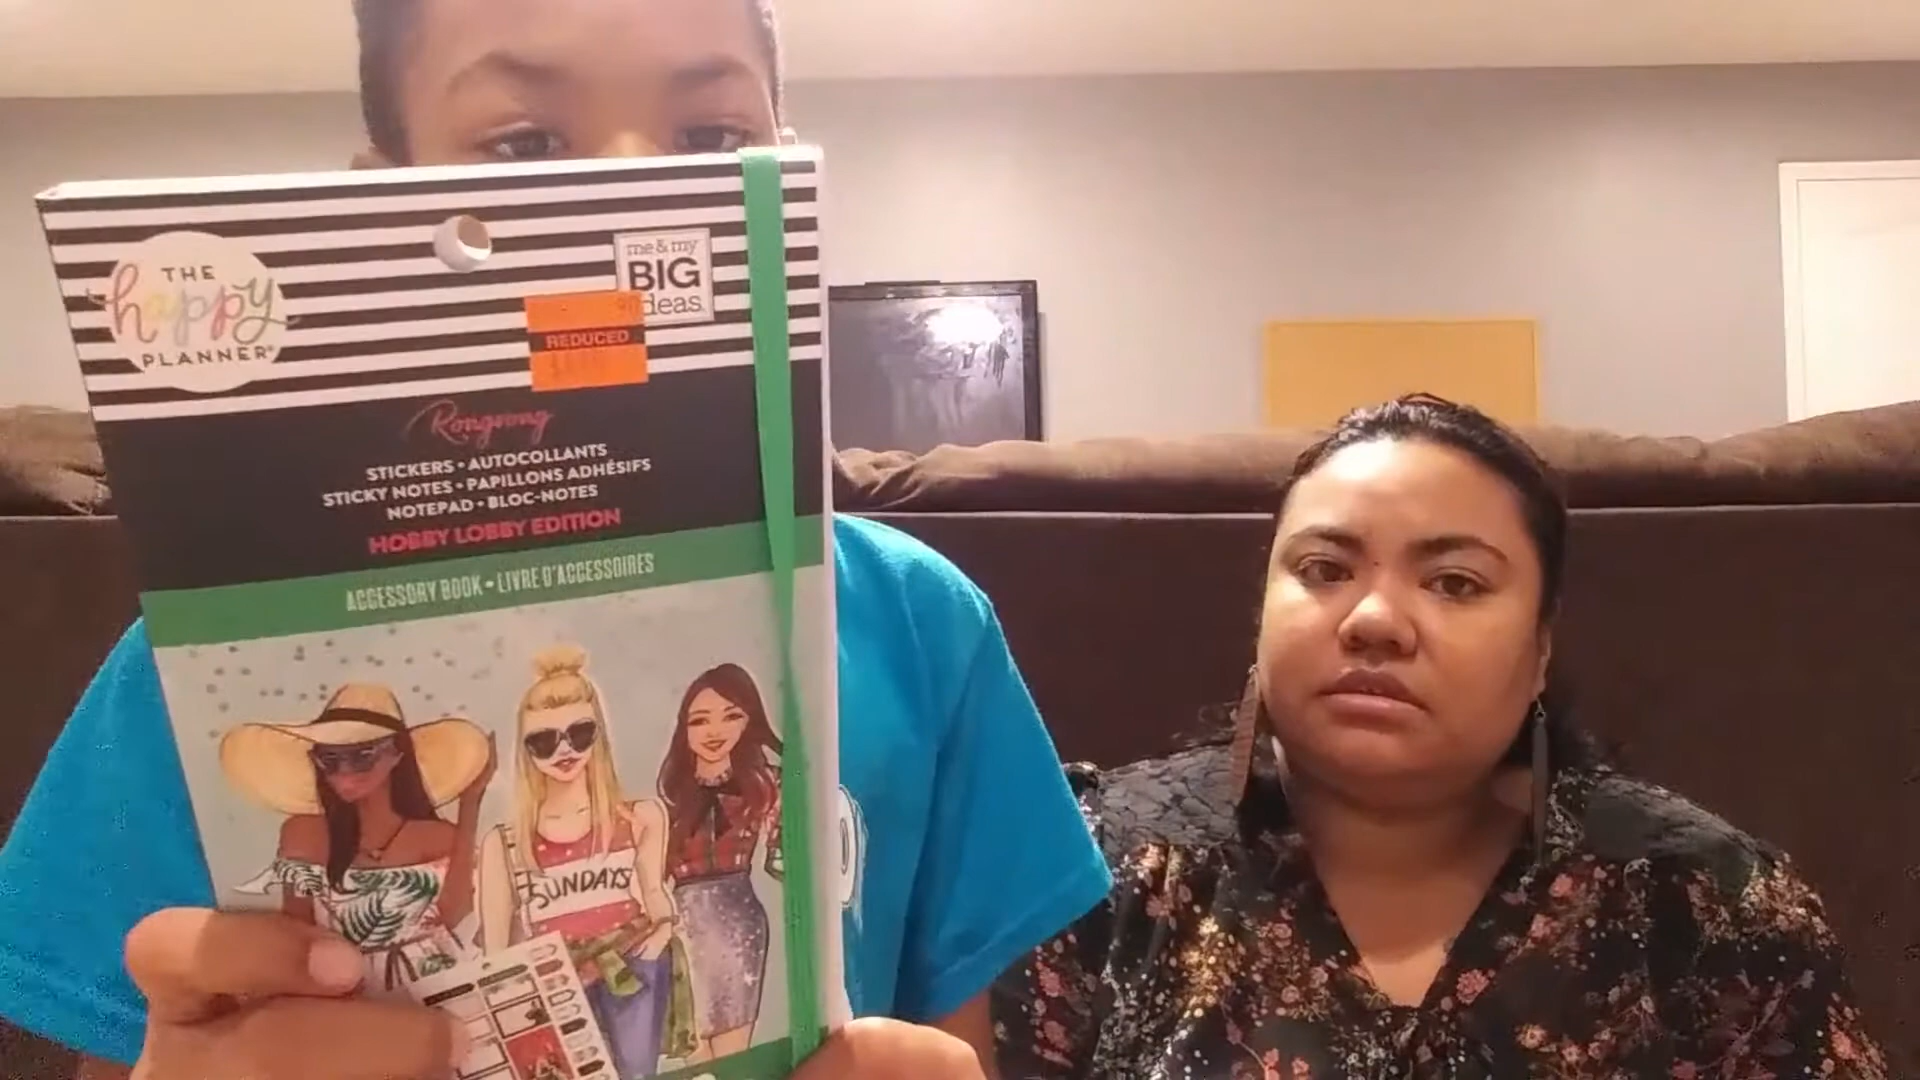 THE
happy
PLANNER®
me & my
BIG
ideas
REDUCED
Rongrong
STICKERS • AUTOCOLLANTS
STICKY NOTES • PAPILLONS ADHÉSIFS
NOTEPAD • BLOC-NOTES
HOBBY LOBBY EDITION
ACCESSORY BOOK • LIVRE D'ACCESSOIRES
SUNDAYS